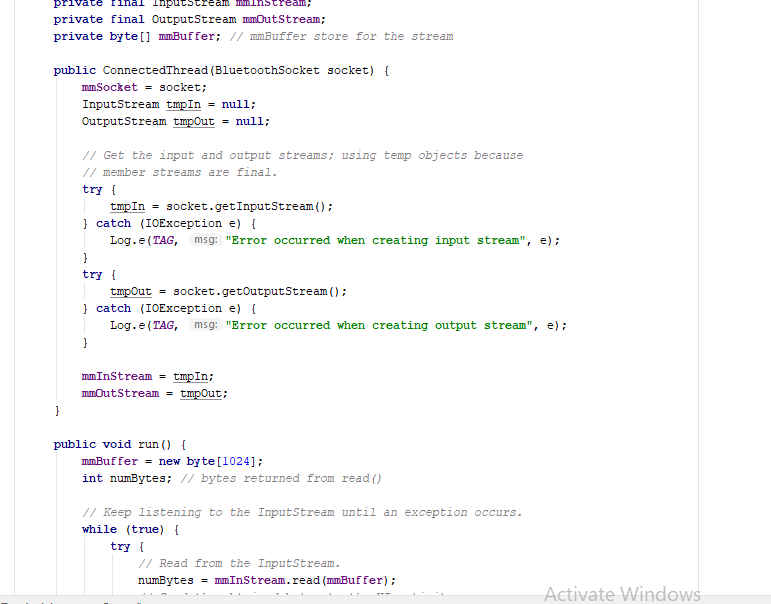 private final InputStream mmInStream;
private final OutputStream mmOutStream;
private byte[] mmBuffer; // mmBuffer store for the stream
public ConnectedThread(BluetoothSocket socket) {
mmSocket = socket;
InputStream tmpIn = null;
OutputStream tmpOut = null;
// Get the input and output streams; using temp objects because
// member streams are final.
try {
tmpIn = socket.getInputStream();
} catch (IOException e) {
Log.e(TAG, msg: "Error occurred when creating input stream", e);
}
try {
tmpOut = socket.getOutputStream();
} catch (IOException e) {
Log.e(TAG, msg: "Error occurred when creating output stream", e);
}
mmInStream = tmpIn;
mmOutStream = tmpOut;
}
public void run() {
mmBuffer = new byte[1024];
int numBytes; // bytes returned from read()
// Keep listening to the InputStream until an exception occurs.
while (true) {
try {
// Read from the InputStream.
numBytes = mmInStream.read(mmBuffer);
Activate Windows